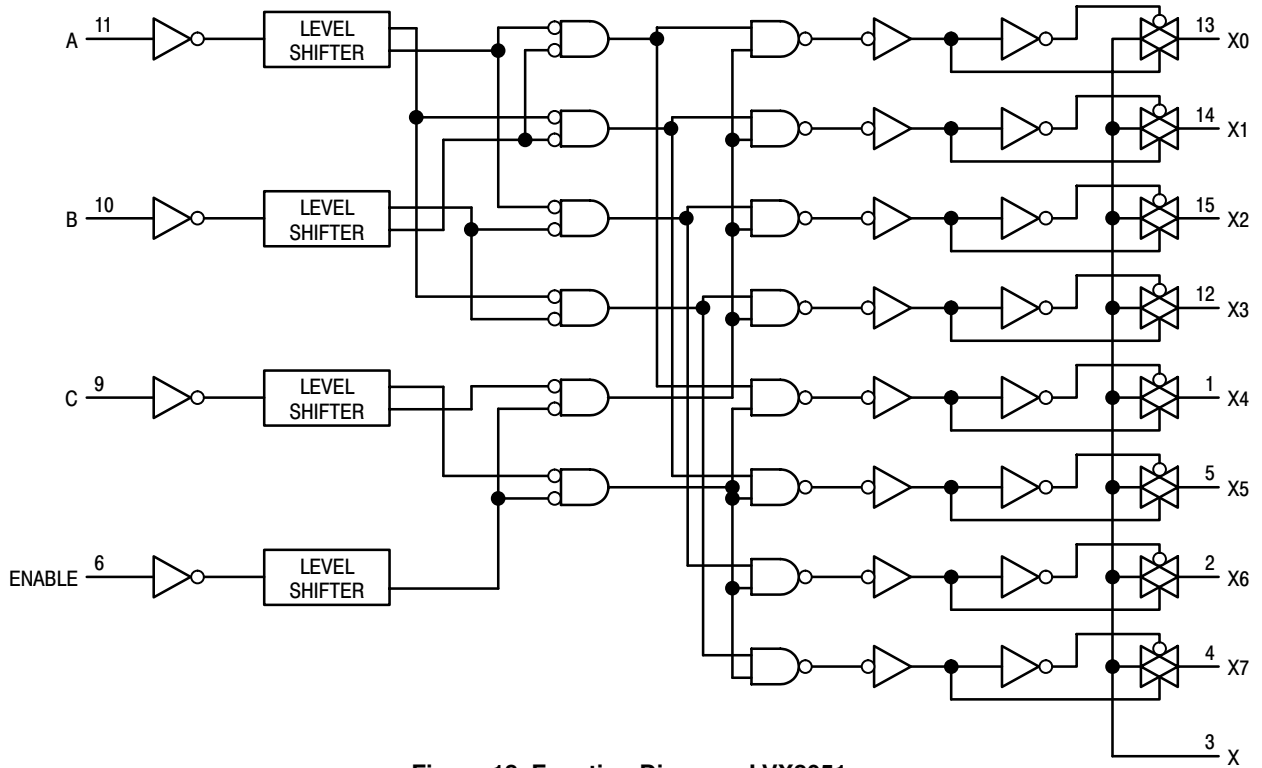 11
A
LEVEL
SHIFTER
13
X0
14
X1
10
B
LEVEL
SHIFTER
15
X2
12
X3
9
C
LEVEL
SHIFTER
1
X4
5
X5
6
ENABLE
LEVEL
SHIFTER
2
X6
4
X7
3
X